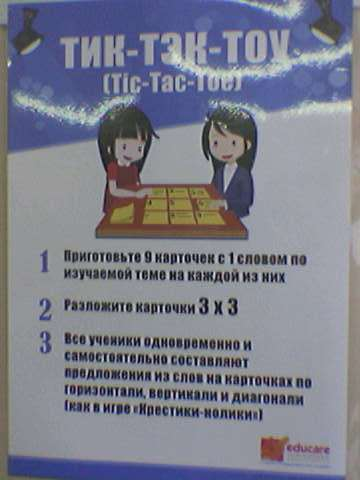 ТИК-ТЭК-ТОУ
(Tic-Tac-Toe)
1 Приготовьте 9 карточек с 1 словом по
изучаемой теме на каждой из них
2 Разложите карточки 3 х 3
3 Все ученики одновременно и
самостоятельно составляют
предложения из слов на карточках по
горизонтали, вертикали и диагонали
(как в игре «Крестики-нолики»)
educare